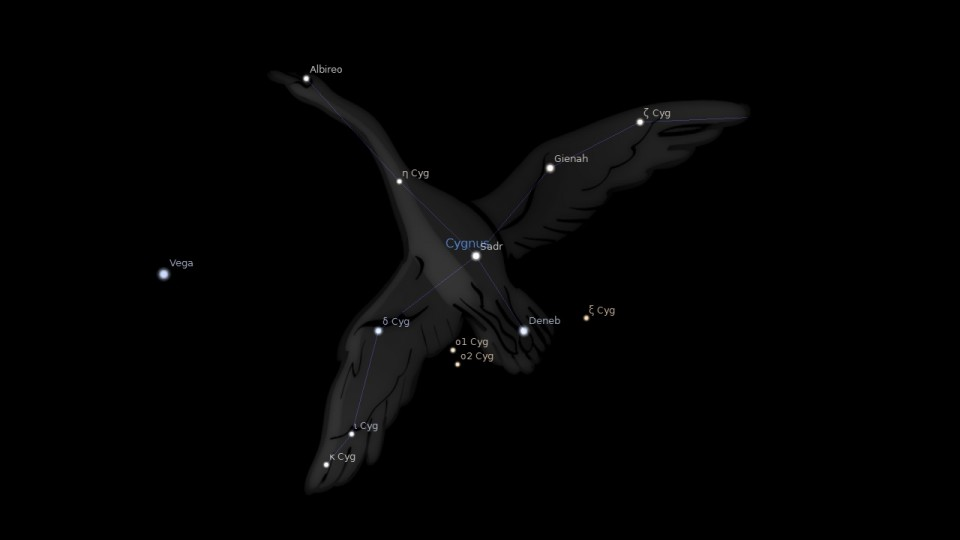 Albireo
ζ Cyg
Gienah
η Cyg
Cygnus
Sadr
Vega
ξ Cyg
δ Cyg
Deneb
ο1 Cyg
ο2 Cyg
ι Cyg
κ Cyg